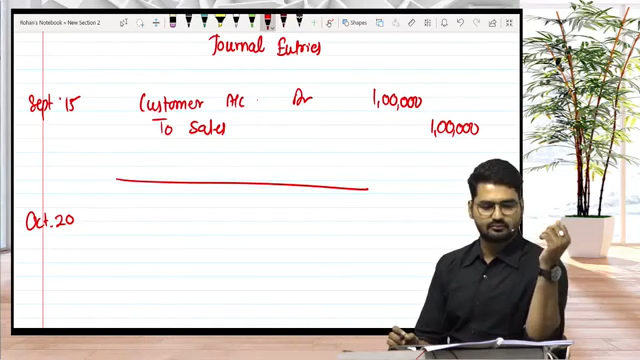 Rohan's Notebook • New Section 2
Shapes
Journal Entries
Sept '15 Customer A/C Dr 1,00,000
To Sales 1,00,000
Oct. 20